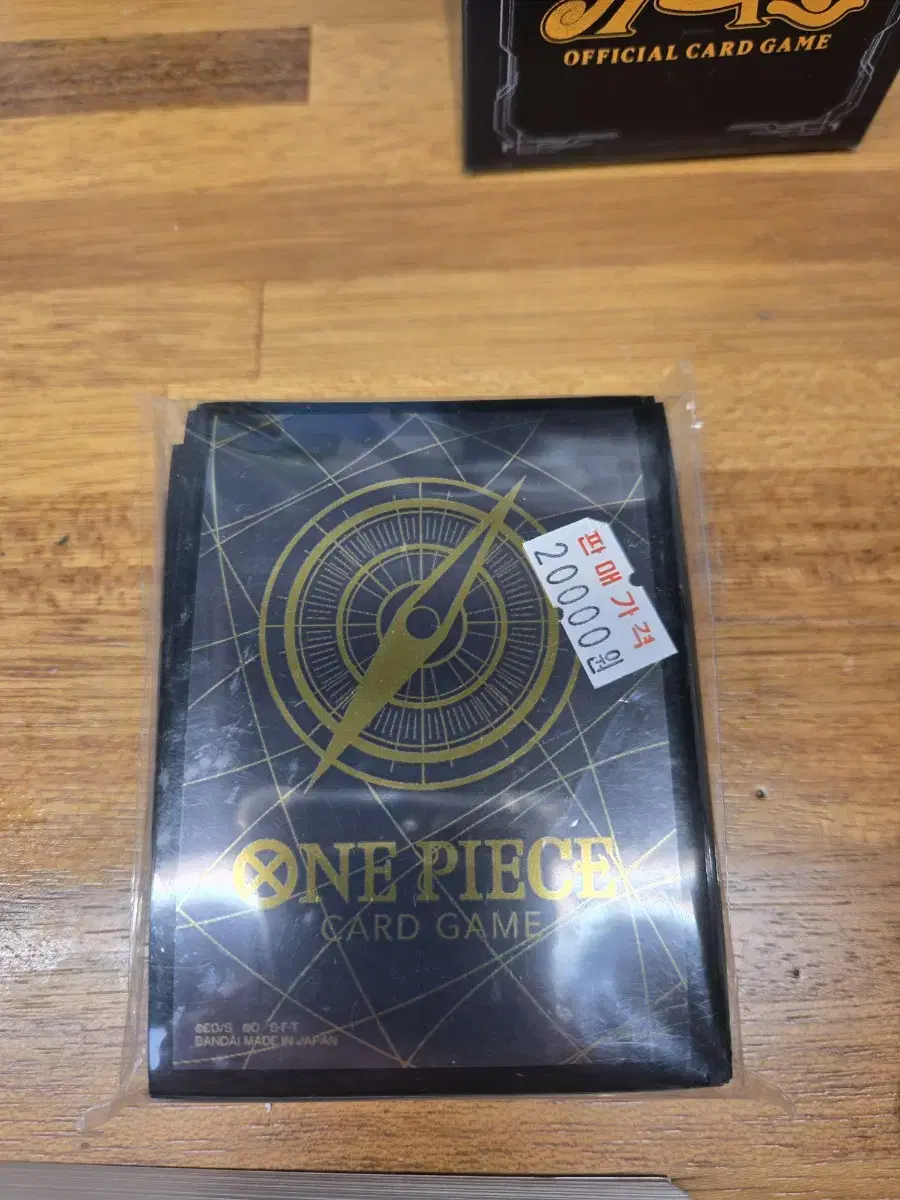 OFFICIAL CARD GAME
판매가격
200000원
ONE PIECE
CARD GAME
BANDAI MADE IN JAPAN